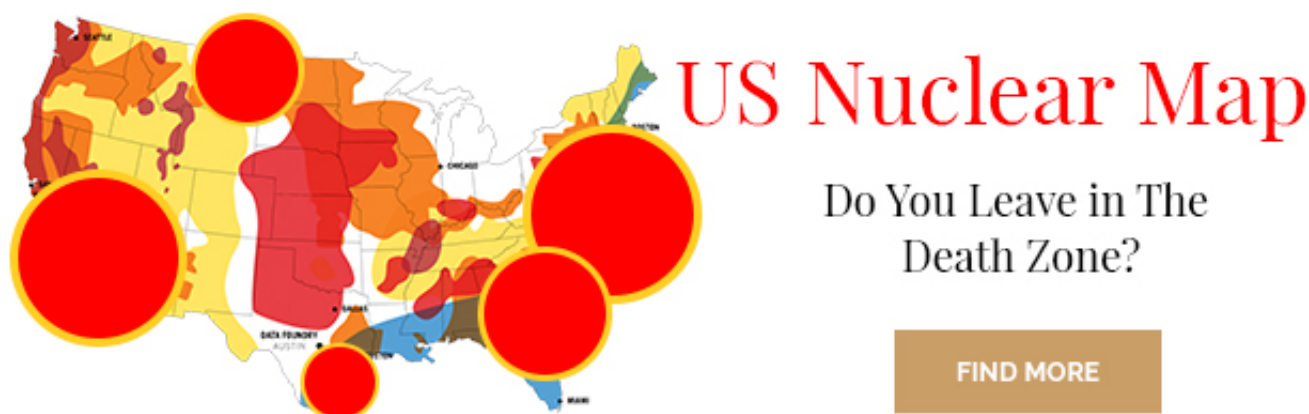 SEATTLE
US Nuclear Map
BOSTON
CHICAGO
Do You Leave in The
Death Zone?
DALLAS
DATA FOUNDRY
AUSTIN
FIND MORE
MIAMI